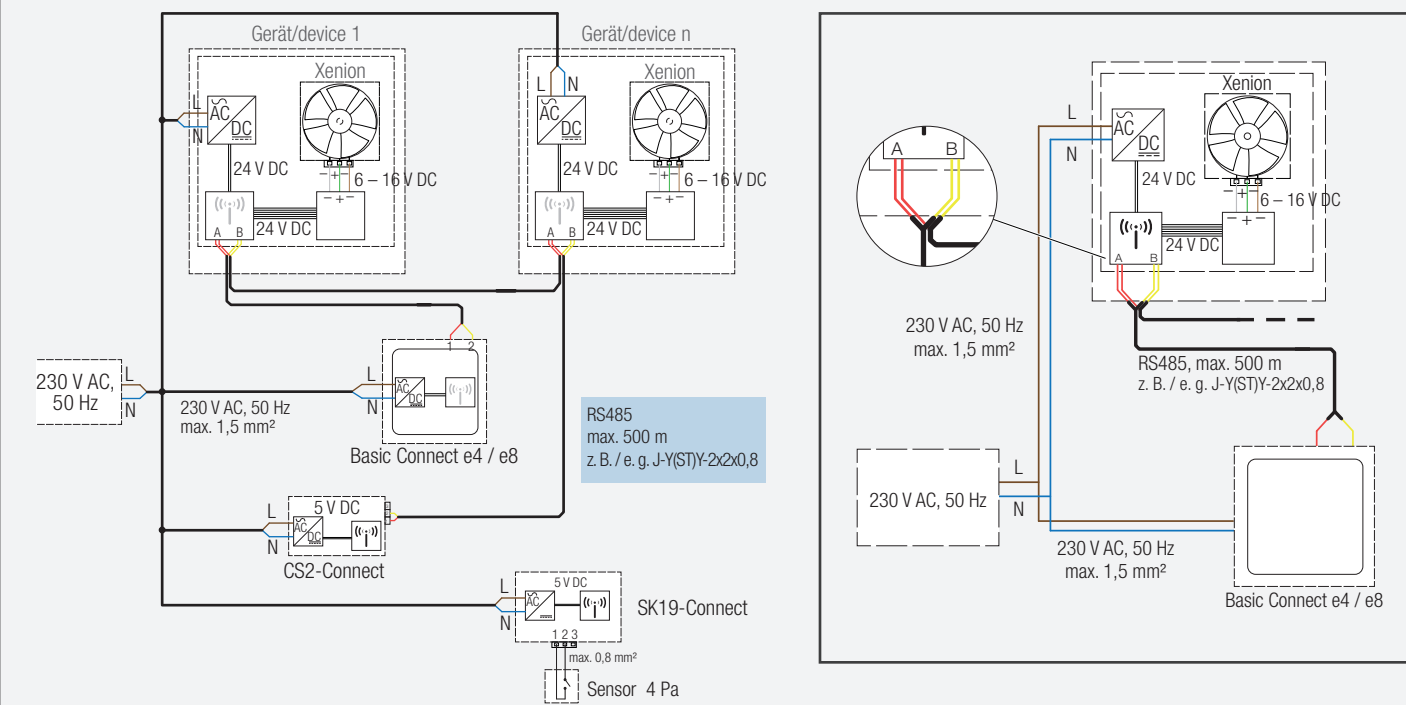 Gerät/device 1
Xenion
L
N
AC
DC
24 V DC
– + –
6 – 16 V DC
– + –
24 V DC
A B
Gerät/device n
Xenion
L N
AC
DC
24 V DC
– + –
6 – 16 V DC
– + –
24 V DC
A B
230 V AC,
50 Hz
L
N
230 V AC, 50 Hz
max. 1,5 mm²
L
N
1 2
AC
DC
Basic Connect e4 / e8
RS485
max. 500 m
z. B. / e. g. J-Y(ST)Y-2x2x0,8
L
N
5 V DC
AC
DC
CS2-Connect
L
N
5 V DC
AC
SK19-Connect
1 2 3
max. 0,8 mm²
Sensor 4 Pa
A B
Xenion
L
N
AC
DC
24 V DC
– + –
6 – 16 V DC
– + –
24 V DC
A B
230 V AC, 50 Hz
max. 1,5 mm²
RS485, max. 500 m
z. B. / e. g. J-Y(ST)Y-2x2x0,8
230 V AC, 50 Hz
L
N
230 V AC, 50 Hz
max. 1,5 mm²
Basic Connect e4 / e8